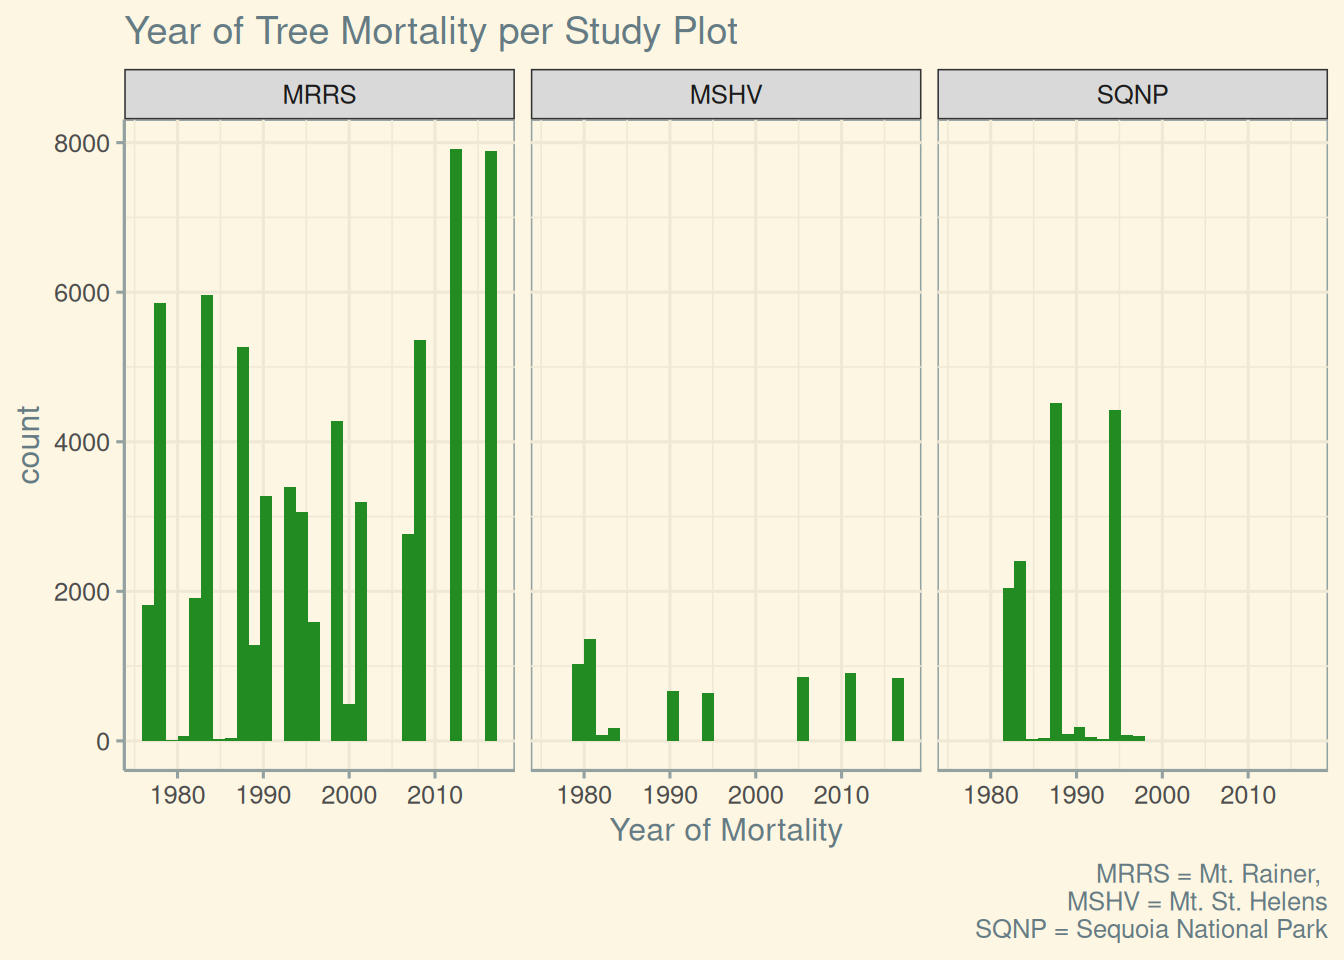 Year of Tree Mortality per Study Plot
MRRS MSHV SQNP
8000
6000
4000
2000
0
count
1980 1990 2000 2010 1980 1990 2000 2010 1980 1990 2000 2010
Year of Mortality
MRRS = Mt. Rainer,
MSHV = Mt. St. Helens
SQNP = Sequoia National Park